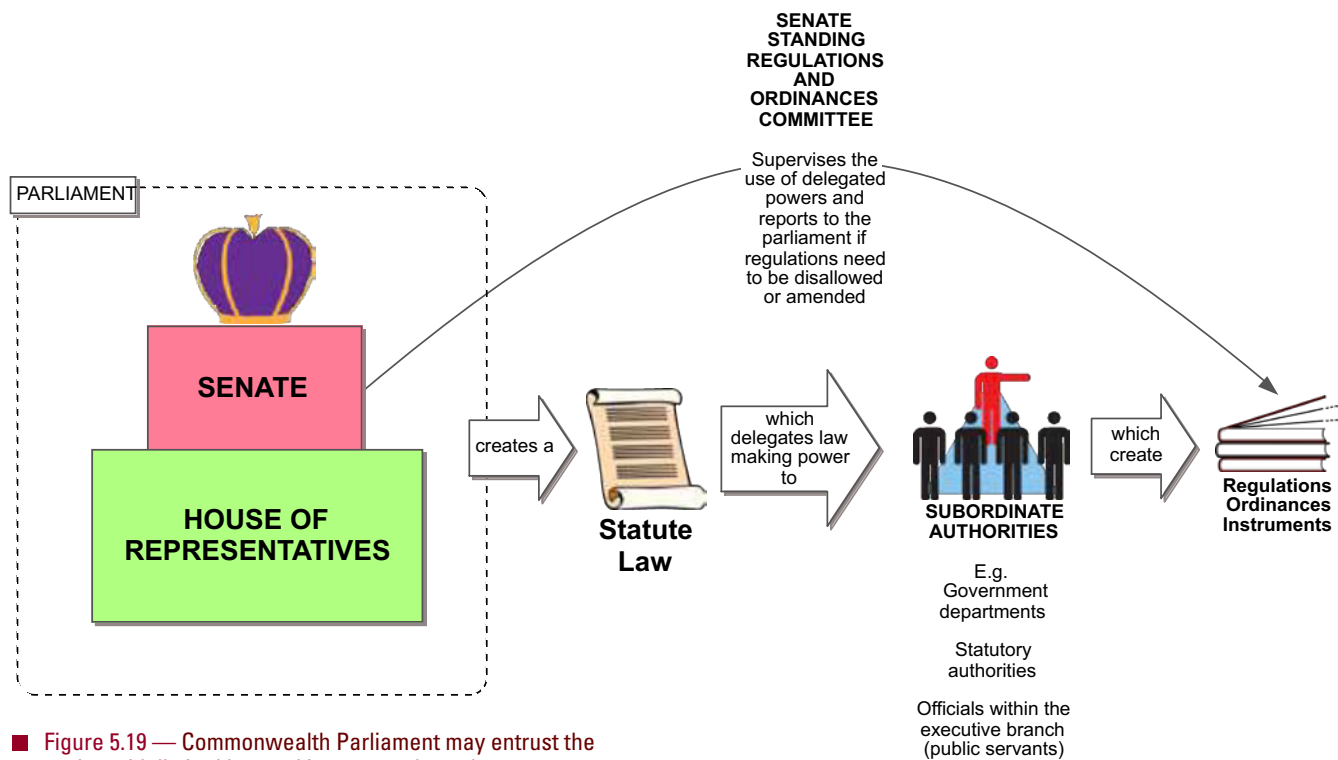 SENATE
STANDING
REGULATIONS
AND
ORDINANCES
COMMITTEE
Supervises the
use of delegated
powers and
reports to the
parliament if
regulations need
to be disallowed
or amended
PARLIAMENT
SENATE
HOUSE OF
REPRESENTATIVES
creates a
Statute
Law
which
delegates law
making power
to
SUBORDINATE
AUTHORITIES
E.g.
Government
departments
Statutory
authorities
Officials within the
executive branch
(public servants)
which
create
Regulations
Ordinances
Instruments
Figure 5.19 — Commonwealth Parliament may entrust the